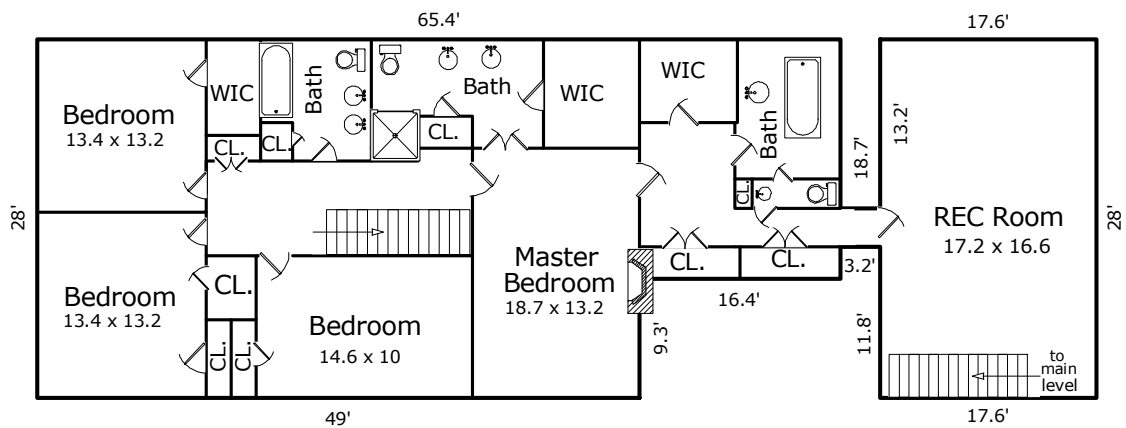 65.4'
17.6'
WIC
Bath
Bath
WIC
WIC
Bath
Bedroom
13.4 x 13.2
CL.
CL.
CL.
CL.
13.2'
18.7'
28'
REC Room
17.2 x 16.6
28'
Master
Bedroom
18.7 x 13.2
CL.
CL.
3.2'
Bedroom
13.4 x 13.2
CL.
CL.
CL.
Bedroom
14.6 x 10
16.4'
9.3'
11.8'
to
main
level
49'
17.6'